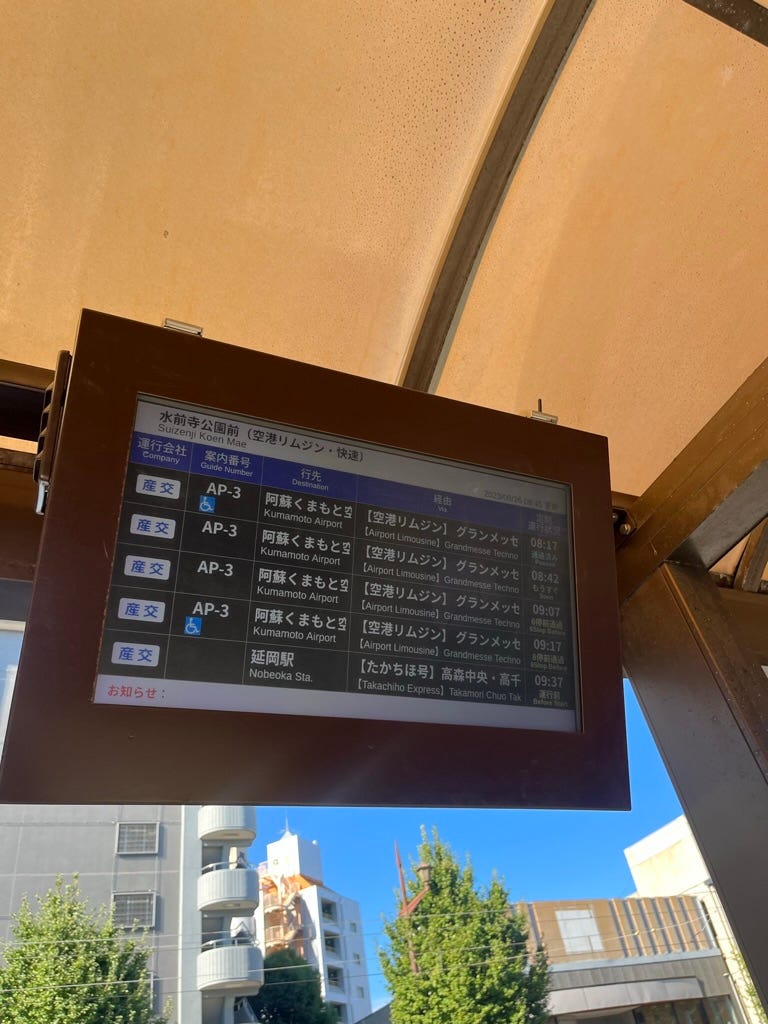 水前寺公園前（空港リムジン・快速）
Suizenji Koen Mae
運行会社 案内番号 行先 経由
Company Guide Number Destination Via
産交 AP-3 阿蘇くまもと空 【空港リムジン】グランメッセ 08:17
Kumamoto Airport 【Airport Limousine】Grandmesse Techno 通過済み
産交 AP-3 阿蘇くまもと空 【空港リムジン】グランメッセ 08:42
Kumamoto Airport 【Airport Limousine】Grandmesse Techno もうすぐ
産交 AP-3 阿蘇くまもと空 【空港リムジン】グランメッセ 09:07
Kumamoto Airport 【Airport Limousine】Grandmesse Techno
産交 AP-3 阿蘇くまもと空 【空港リムジン】グランメッセ 09:17
Kumamoto Airport 【Airport Limousine】Grandmesse Techno
産交 延岡駅 【たかちほ号】高森中央・高千 09:37
Nobeoka Sta. 【Takachiho Express】Takamori Chuo Tak 運行前
Before Start
お知らせ：